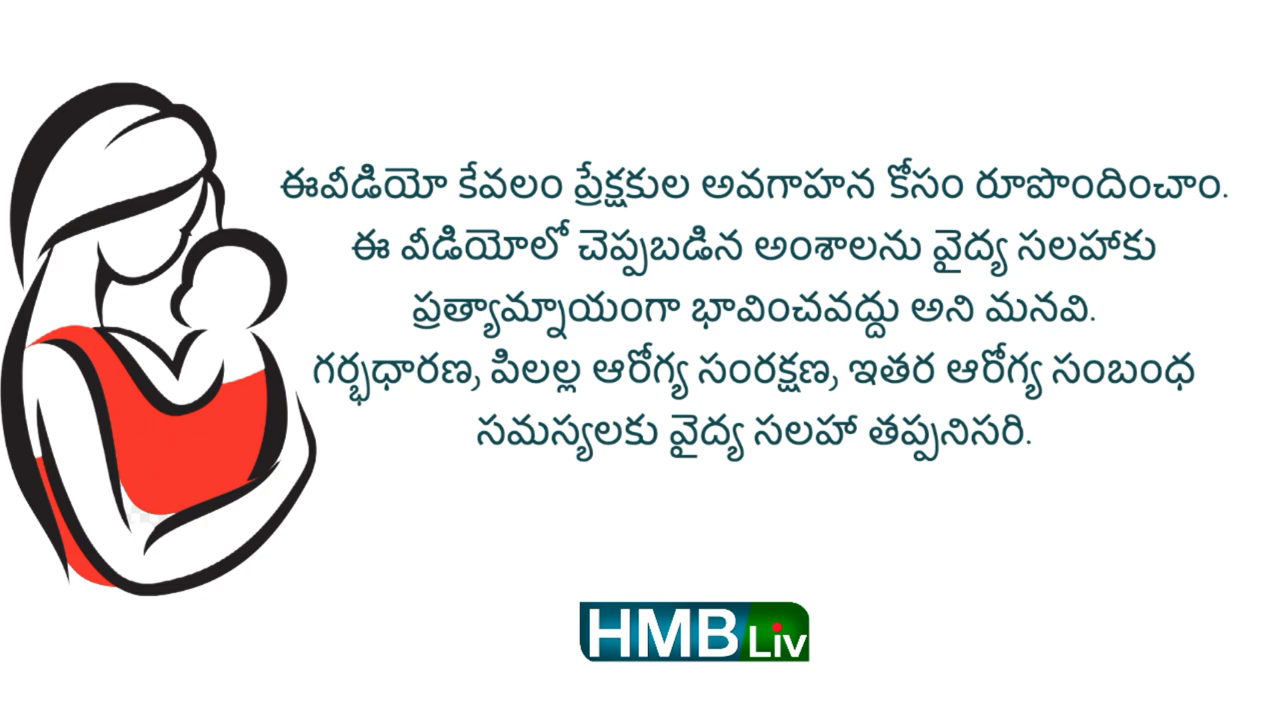 ఈవీడియో కేవలం ప్రేక్షకుల అవగాహన కోసం రూపొందించాం.
ఈ వీడియోలో చెప్పబడిన అంశాలను వైద్య సలహాకు
ప్రత్యామ్నాయంగా భావించవద్దు అని మనవి.
గర్భధారణ, పిలల్ల ఆరోగ్య సంరక్షణ, ఇతర ఆరోగ్య సంబంధ
సమస్యలకు వైద్య సలహా తప్పనిసరి.
HMB Liv